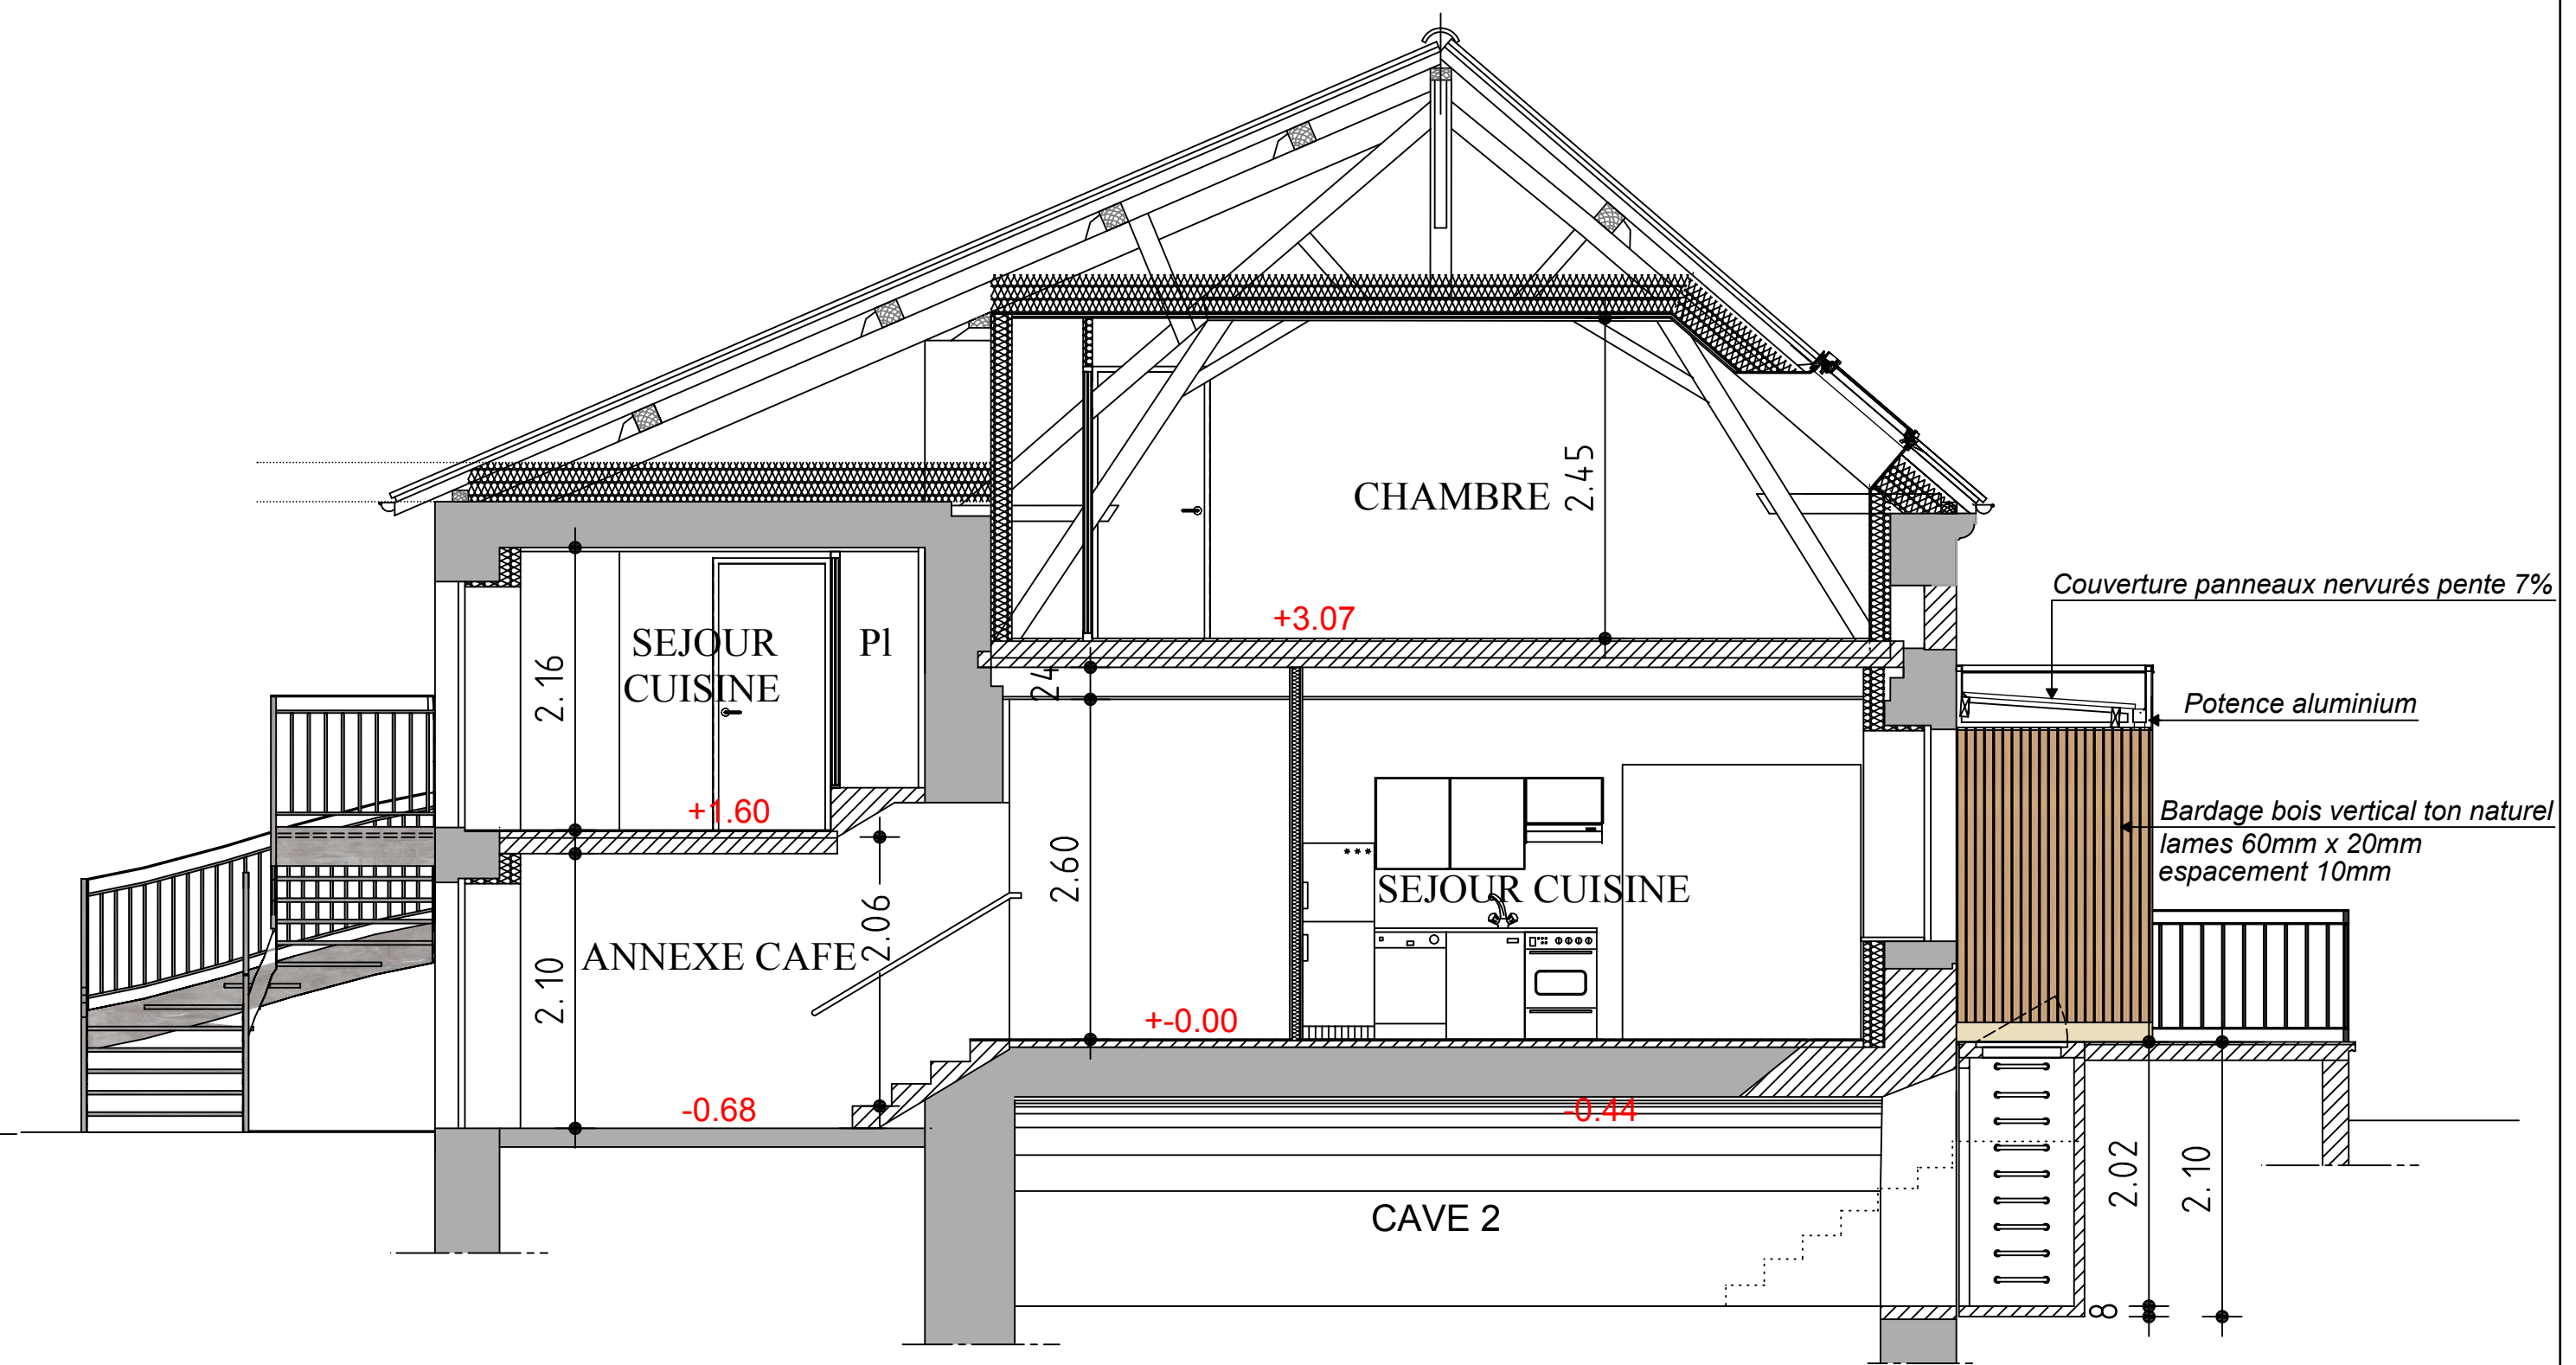 CHAMBRE
2.45
+3.07
Couverture panneaux nervurés pente 7%
Potence aluminium
Bardage bois vertical ton naturel
lames 60mm x 20mm
espacement 10mm
SEJOUR
CUISINE
Pl
2.16
+1.60
24
2.60
SEJOUR CUISINE
+-0.00
ANNEXE CAFE
2.06
2.10
-0.68
-0.44
CAVE 2
2.02
2.10
8